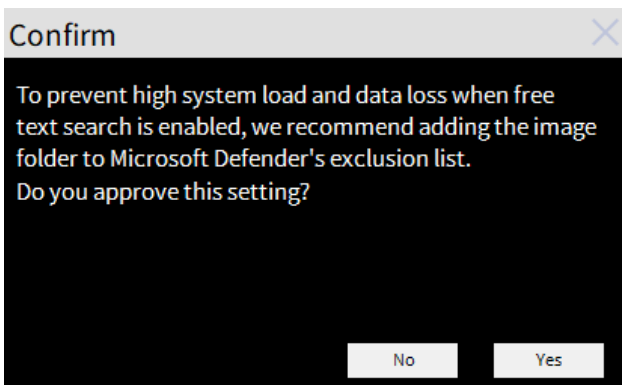 Confirm
To prevent high system load and data loss when free
text search is enabled, we recommend adding the image
folder to Microsoft Defender's exclusion list.
Do you approve this setting?
No
Yes